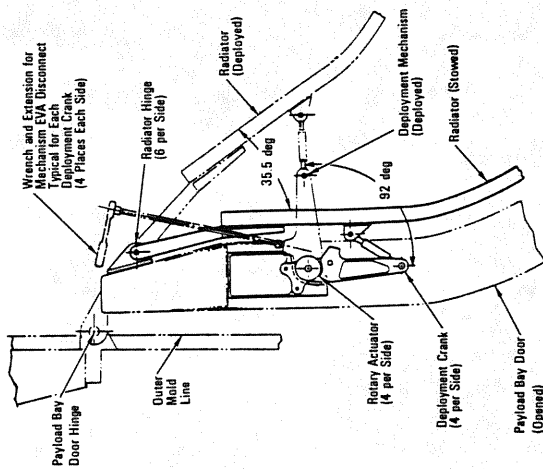 Wrench and Extension for
Mechanism EVA Disconnect
Typical for Each
Deployment Crank
(4 Places Each Side)
Radiator Hinge
(6 per Side)
Radiator
(Deployed)
35.5 deg
Deployment Mechanism
(Deployed)
92 deg
Radiator (Stowed)
Payload Bay
Door Hinge
Outer
Mold
Line
Rotary Actuator
(4 per Side)
Deployment Crank
(4 per Side)
Payload Bay Door
(Opened)